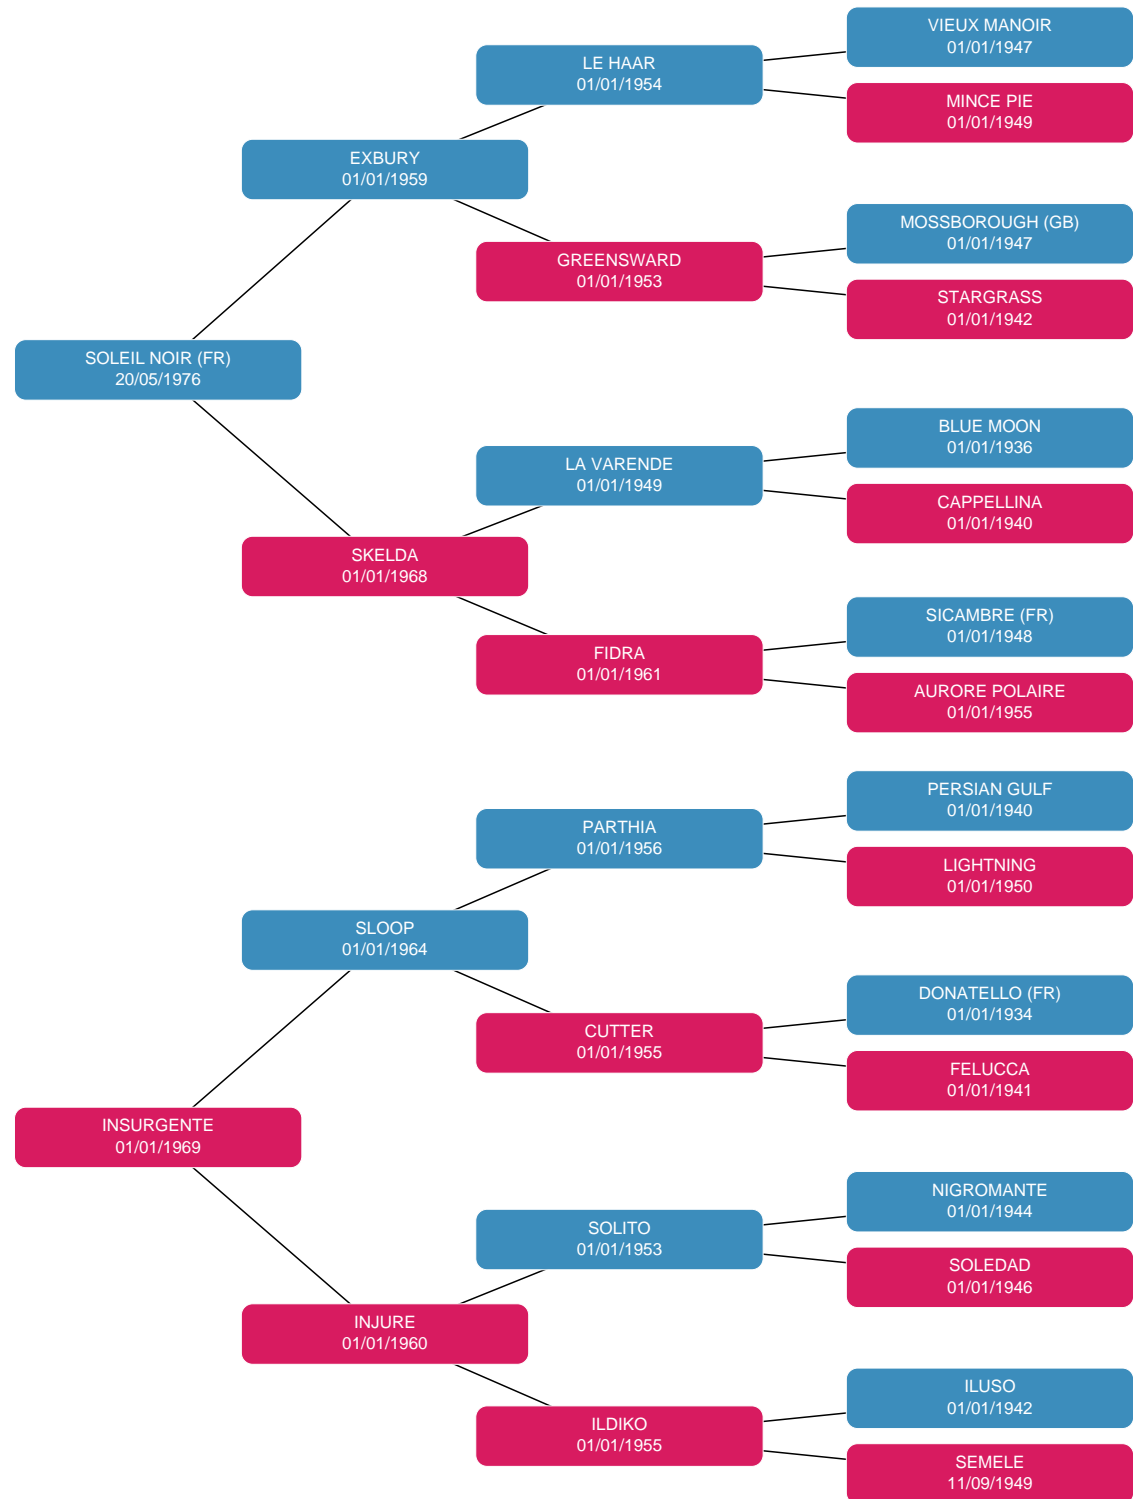 VIEUX MANOIR
01/01/1947
LE HAAR
01/01/1954
MINCE PIE
01/01/1949
EXBURY
01/01/1959
MOSSBOROUGH (GB)
01/01/1947
GREENSWARD
01/01/1953
STARGRASS
01/01/1942
SOLEIL NOIR (FR)
20/05/1976
BLUE MOON
01/01/1936
LA VARENDE
01/01/1949
CAPPELLINA
01/01/1940
SKELDA
01/01/1968
SICAMBRE (FR)
01/01/1948
FIDRA
01/01/1961
AURORE POLAIRE
01/01/1955
PERSIAN GULF
01/01/1940
PARTHIA
01/01/1956
LIGHTNING
01/01/1950
SLOOP
01/01/1964
DONATELLO (FR)
01/01/1934
CUTTER
01/01/1955
FELUCCA
01/01/1941
INSURGENTE
01/01/1969
NIGROMANTE
01/01/1944
SOLITO
01/01/1953
SOLEDAD
01/01/1946
INJURE
01/01/1960
ILUSO
01/01/1942
ILDIKO
01/01/1955
SEMELE
11/09/1949